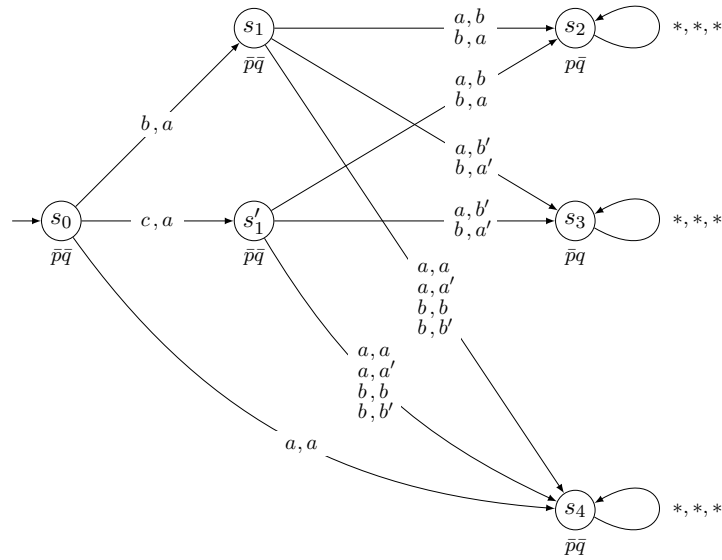 s₁
p̄q̄
a, b
b, a
s₂
pq̄
*, *, *
b, a
a, b
b, a
a, b′
b, a′
s₀
p̄q̄
c, a
s′₁
p̄q̄
a, b′
b, a′
s₃
p̄q
*, *, *
a, a
a, a′
b, b
b, b′
a, a
a, a′
b, b
b, b′
a, a
s₄
p̄q̄
*, *, *